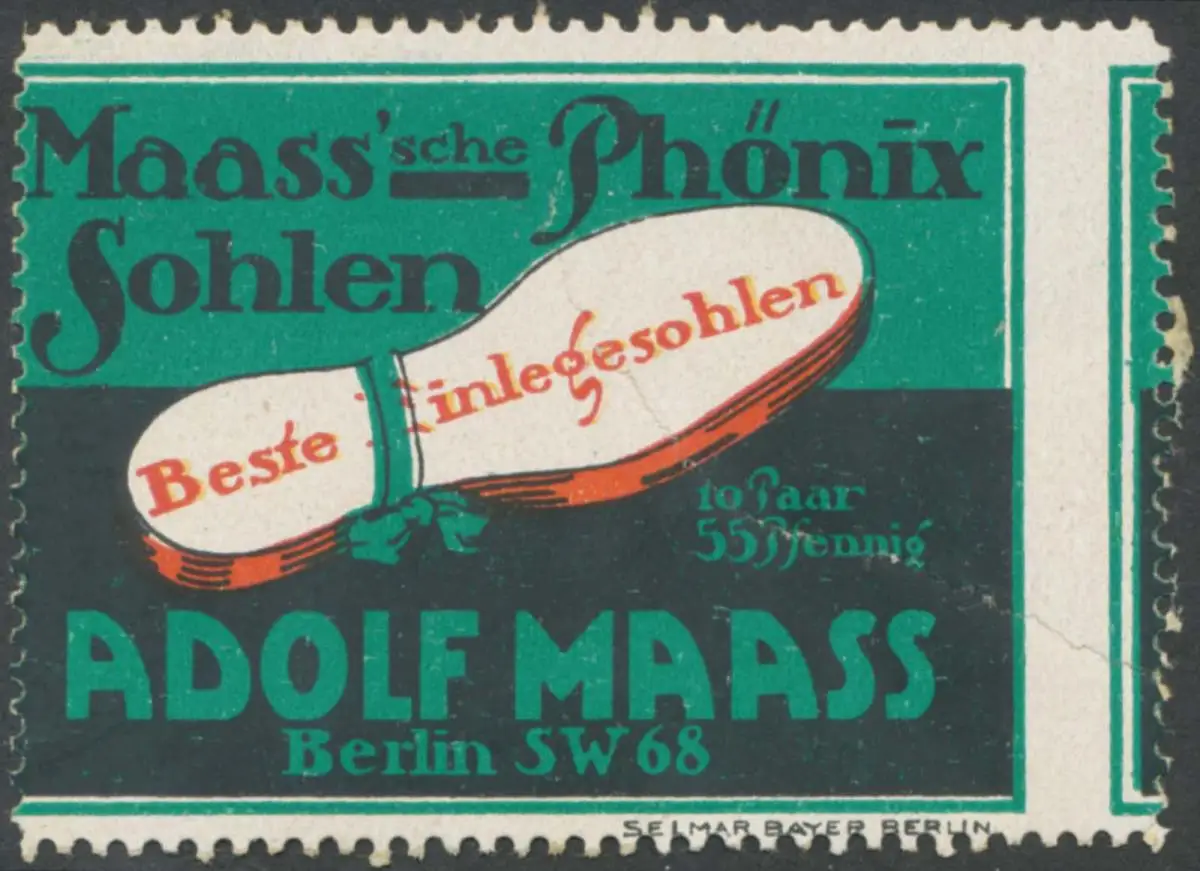 Maass'sche Phönix
Sohlen
Beste Einlegesohlen
10 Paar
55 Pfennig
ADOLF MAASS
Berlin SW 68
SELMAR BAYER BERLIN